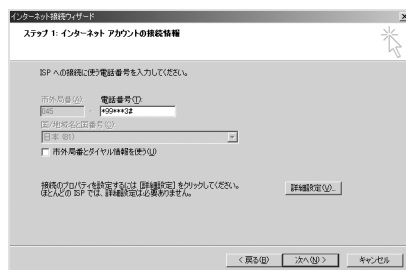 インターネット接続ウィザード
ステップ 1: インターネット アカウントの接続情報
ISP への接続に使う電話番号を入力してください。
市外局番(A): 電話番号(T):
045 - *99***3#
国/地域名と国番号(C):
日本 (81)
市外局番とダイヤル情報を使う(U)
接続のプロパティを設定するには [詳細設定] をクリックしてください。
ほとんどの ISP では、詳細設定は必要ありません。
詳細設定(V)...
< 戻る(B) 次へ(N) > キャンセル